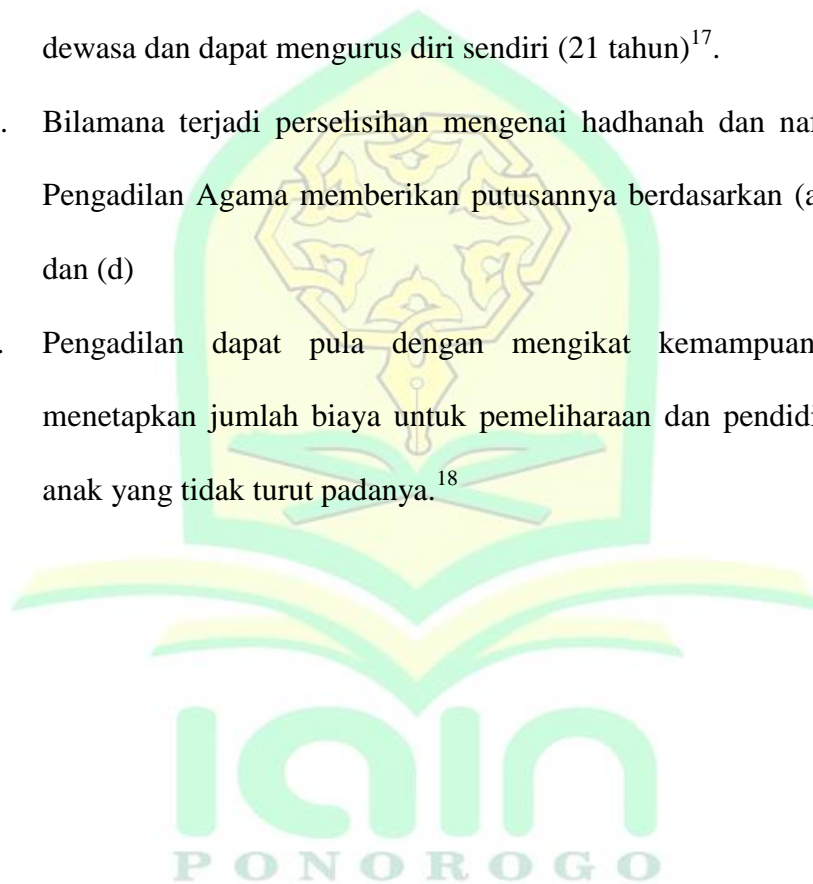 dewasa dan dapat mengurus diri sendiri (21 tahun)17.
. Bilamana terjadi perselisihan mengenai hadhanah dan
Pengadilan Agama memberikan putusannya berdasarkan
dan (d)
. Pengadilan dapat pula dengan mengikat kemampuan
menetapkan jumlah biaya untuk pemeliharaan dan
anak yang tidak turut padanya.18
IAIN
PONOROGO